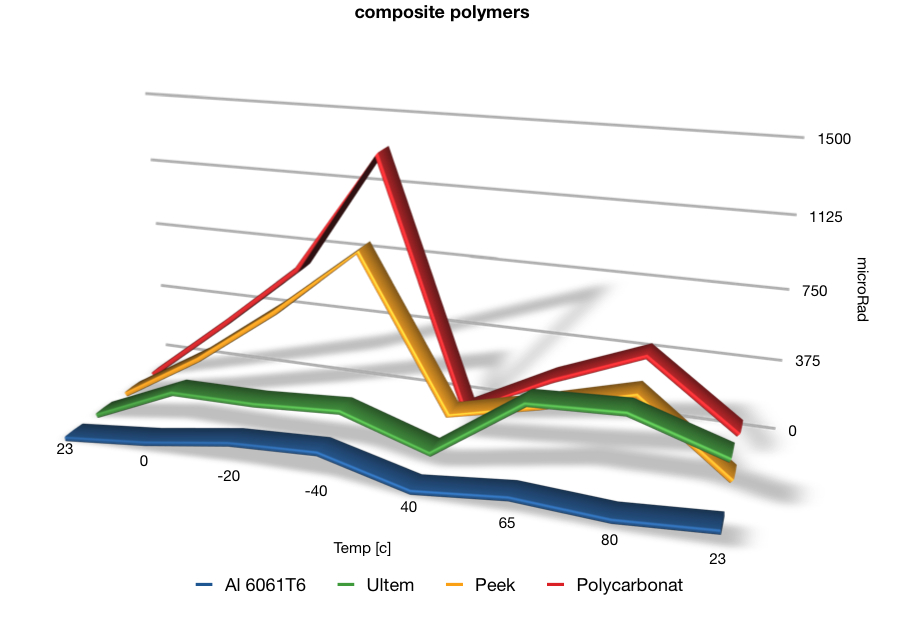 composite polymers
1500
1125
750
375
0
microRad
23
0
-20
-40
40
65
80
23
Temp [c]
Al 6061T6
Ultem
Peek
Polycarbonat